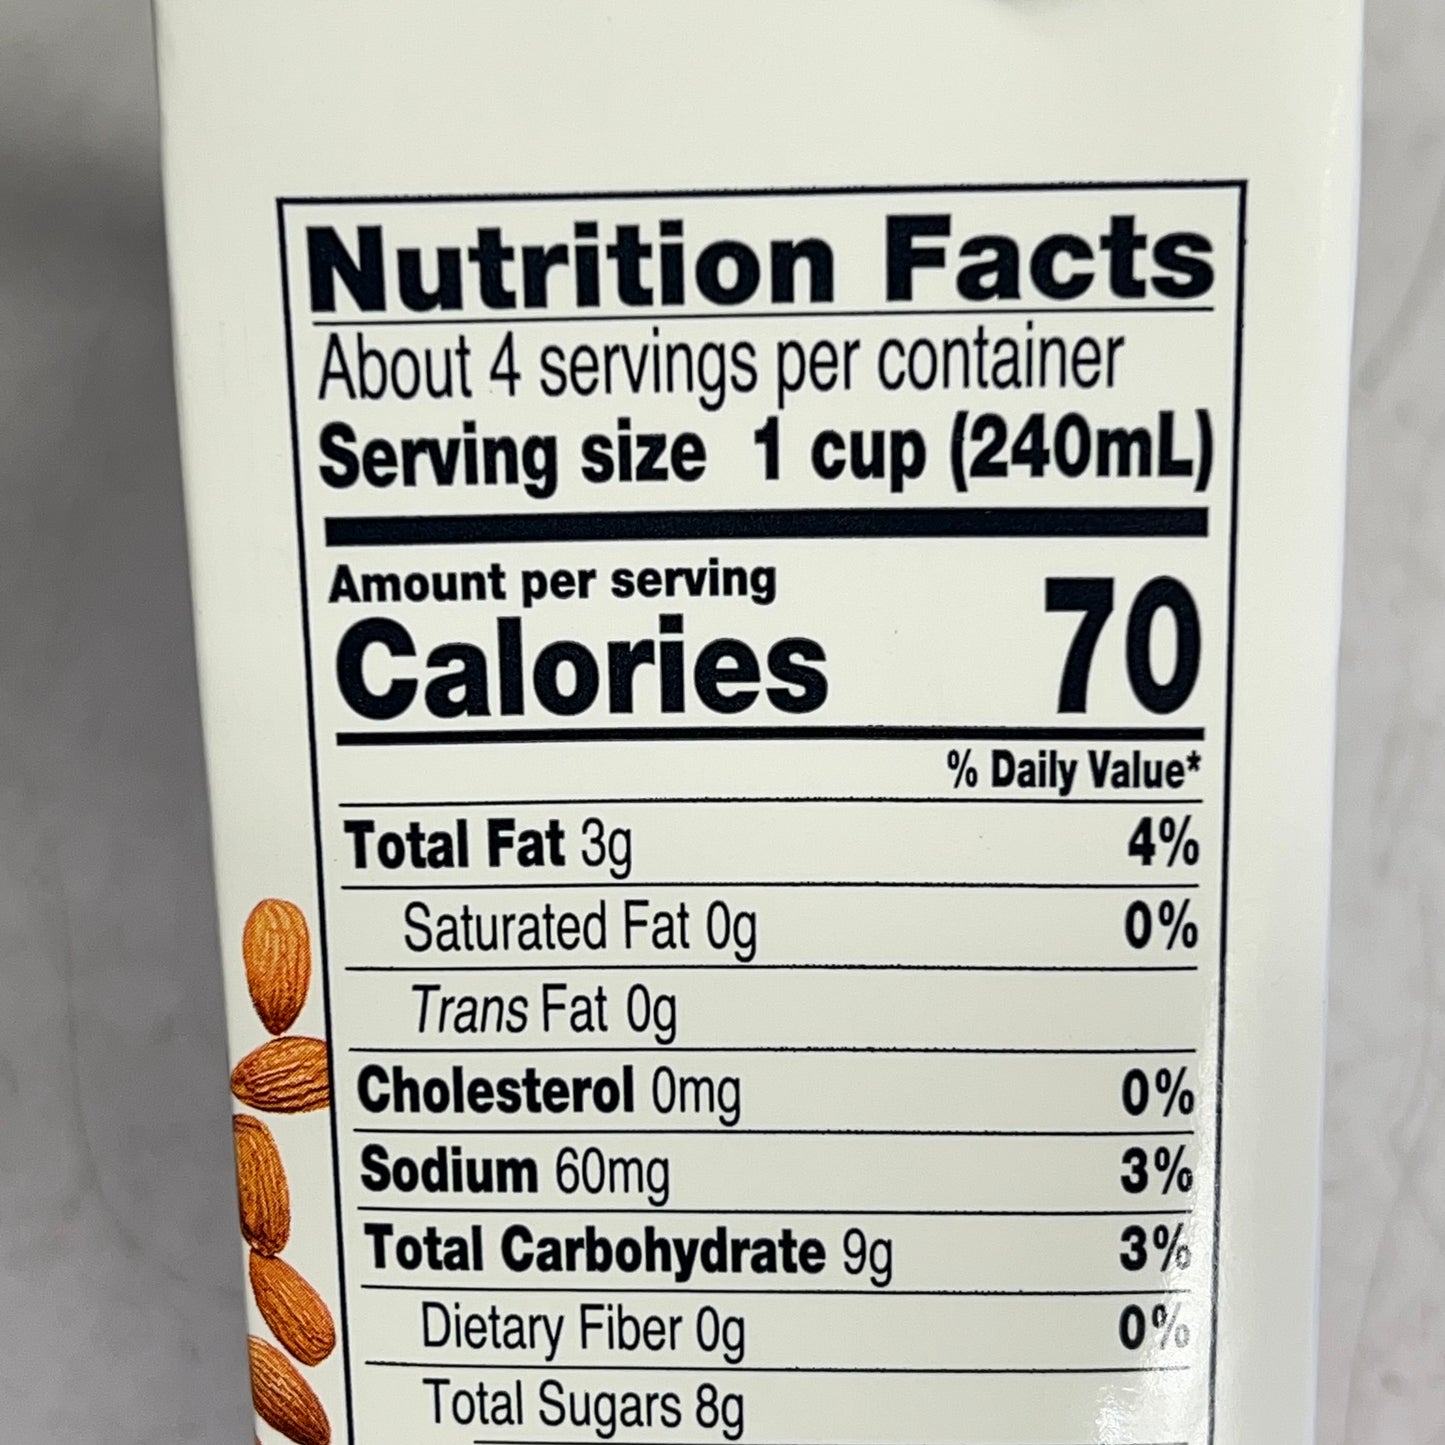 Nutrition Facts
About 4 servings per container
Serving size 1 cup (240mL)
Amount per serving
Calories 70
% Daily Value*
Total Fat 3g 4%
Saturated Fat 0g 0%
Trans Fat 0g
Cholesterol 0mg 0%
Sodium 60mg 3%
Total Carbohydrate 9g 3%
Dietary Fiber 0g 0%
Total Sugars 8g